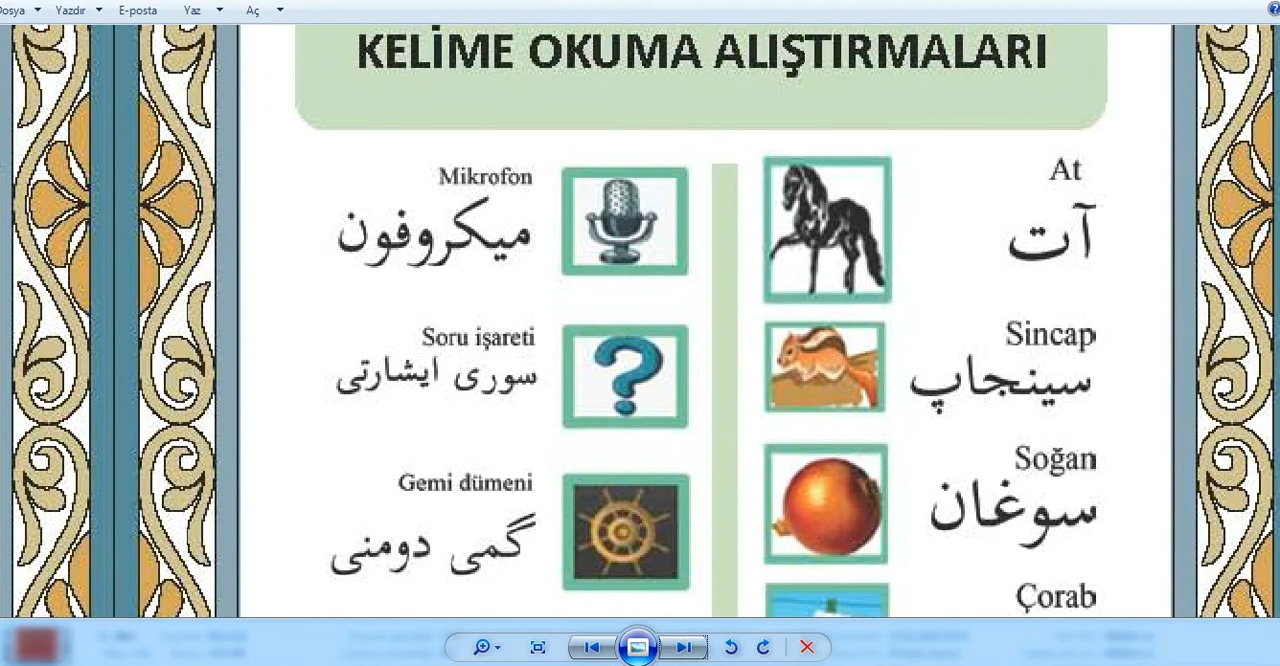 Dosya Yazdır E-posta Yaz Aç
KELİME OKUMA ALIŞTIRMALARI
At
آت
Sincap
سینجاپ
Soğan
سوغان
Çorab
Mikrofon
میکروفون
Soru işareti
سوری ایشارتی
Gemi dümeni
گمی دومنی